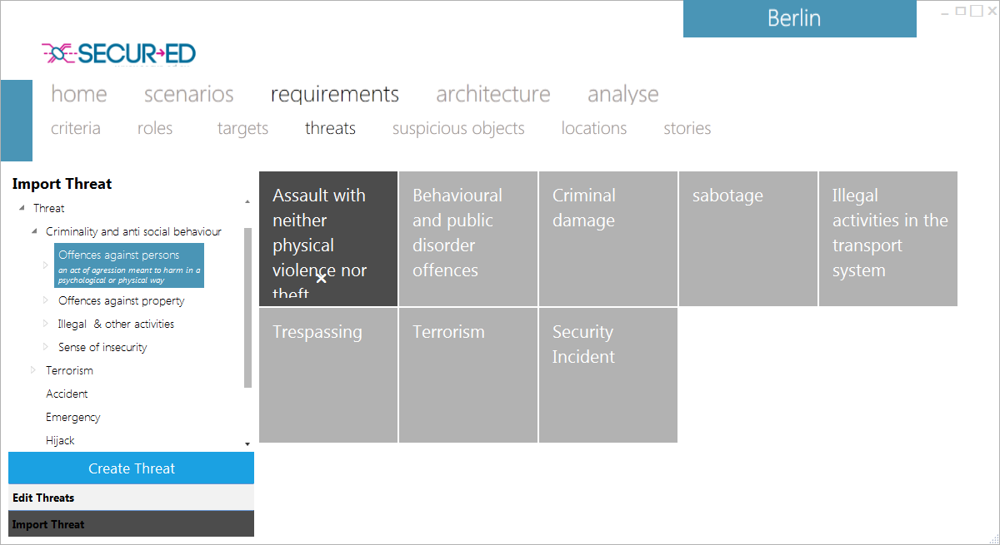 Berlin
SECUR-ED
home scenarios requirements architecture analyse
criteria roles targets threats suspicious objects locations stories
Import Threat
Threat
Criminality and anti social behaviour
Offences against persons
an act of agression meant to harm in a
psychological or physical way
Offences against property
Illegal & other activities
Sense of insecurity
Terrorism
Accident
Emergency
Hijack
Create Threat
Edit Threats
Import Threat
Assault with
neither
physical
violence nor
theft
Behavioural
and public
disorder
offences
Criminal
damage
sabotage
Illegal
activities in the
transport
system
Trespassing
Terrorism
Security
Incident